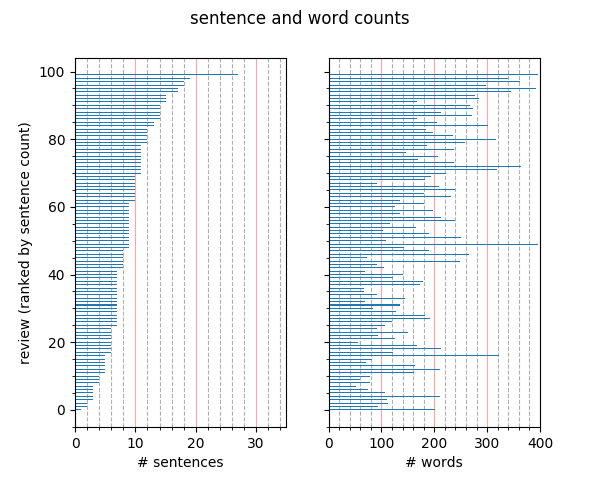 sentence and word counts
100
80
60
40
20
0
review (ranked by sentence count)
0 10 20 30
# sentences
0 100 200 300 400
# words